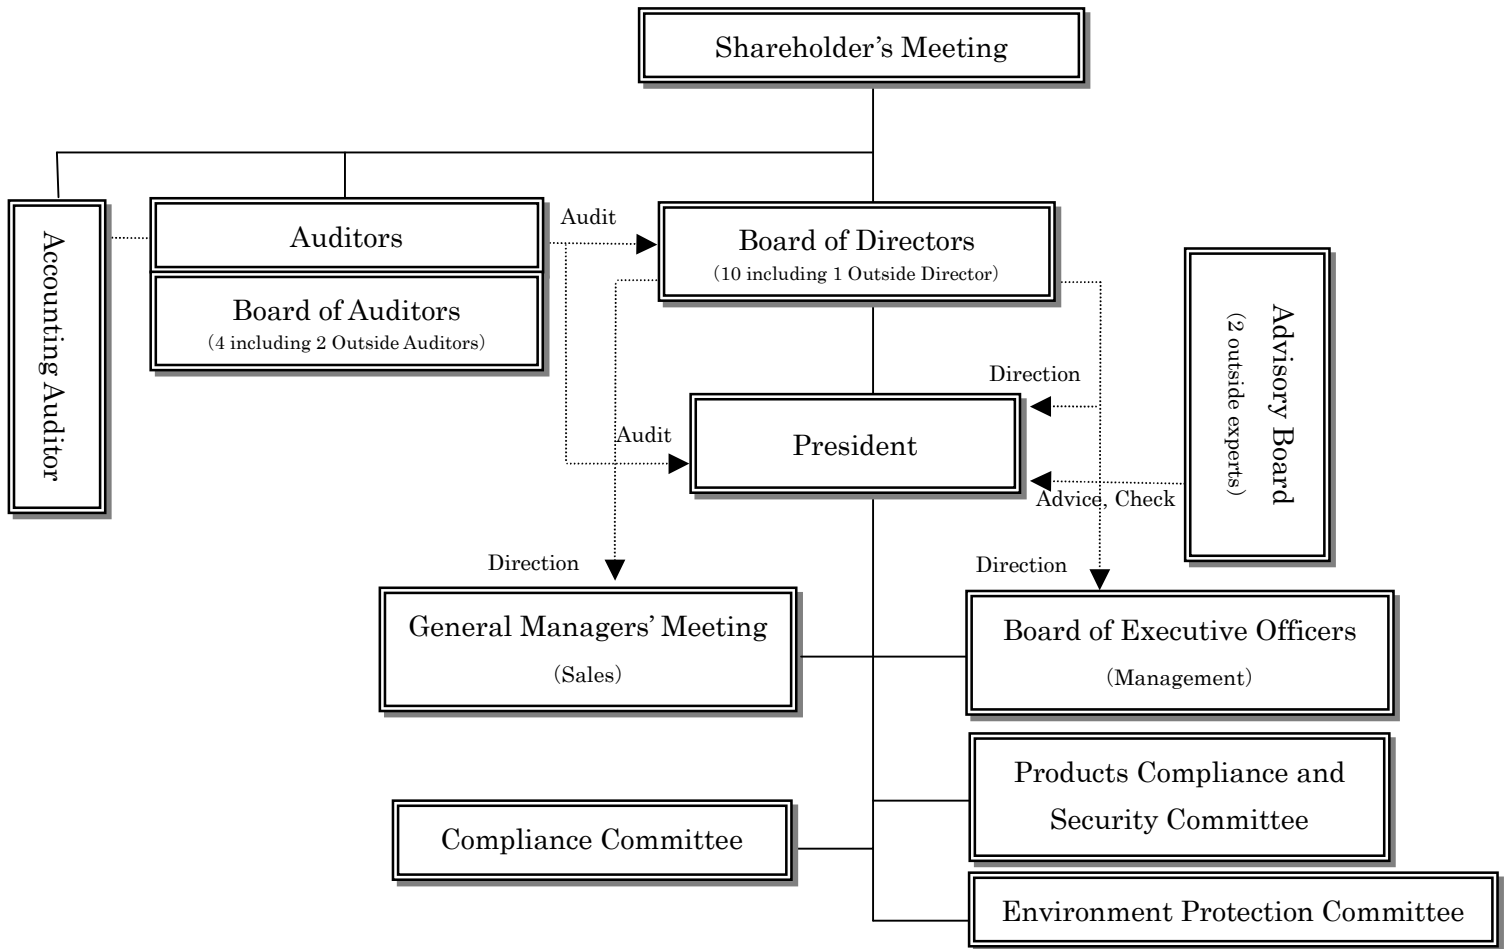 Shareholder’s Meeting
Accounting Auditor
Auditors
Board of Auditors
(4 including 2 Outside Auditors)
Audit
Board of Directors
(10 including 1 Outside Director)
Advisory Board
(2 outside experts)
Direction
Audit
President
Advice, Check
Direction
Direction
General Managers’ Meeting
(Sales)
Board of Executive Officers
(Management)
Products Compliance and
Security Committee
Compliance Committee
Environment Protection Committee